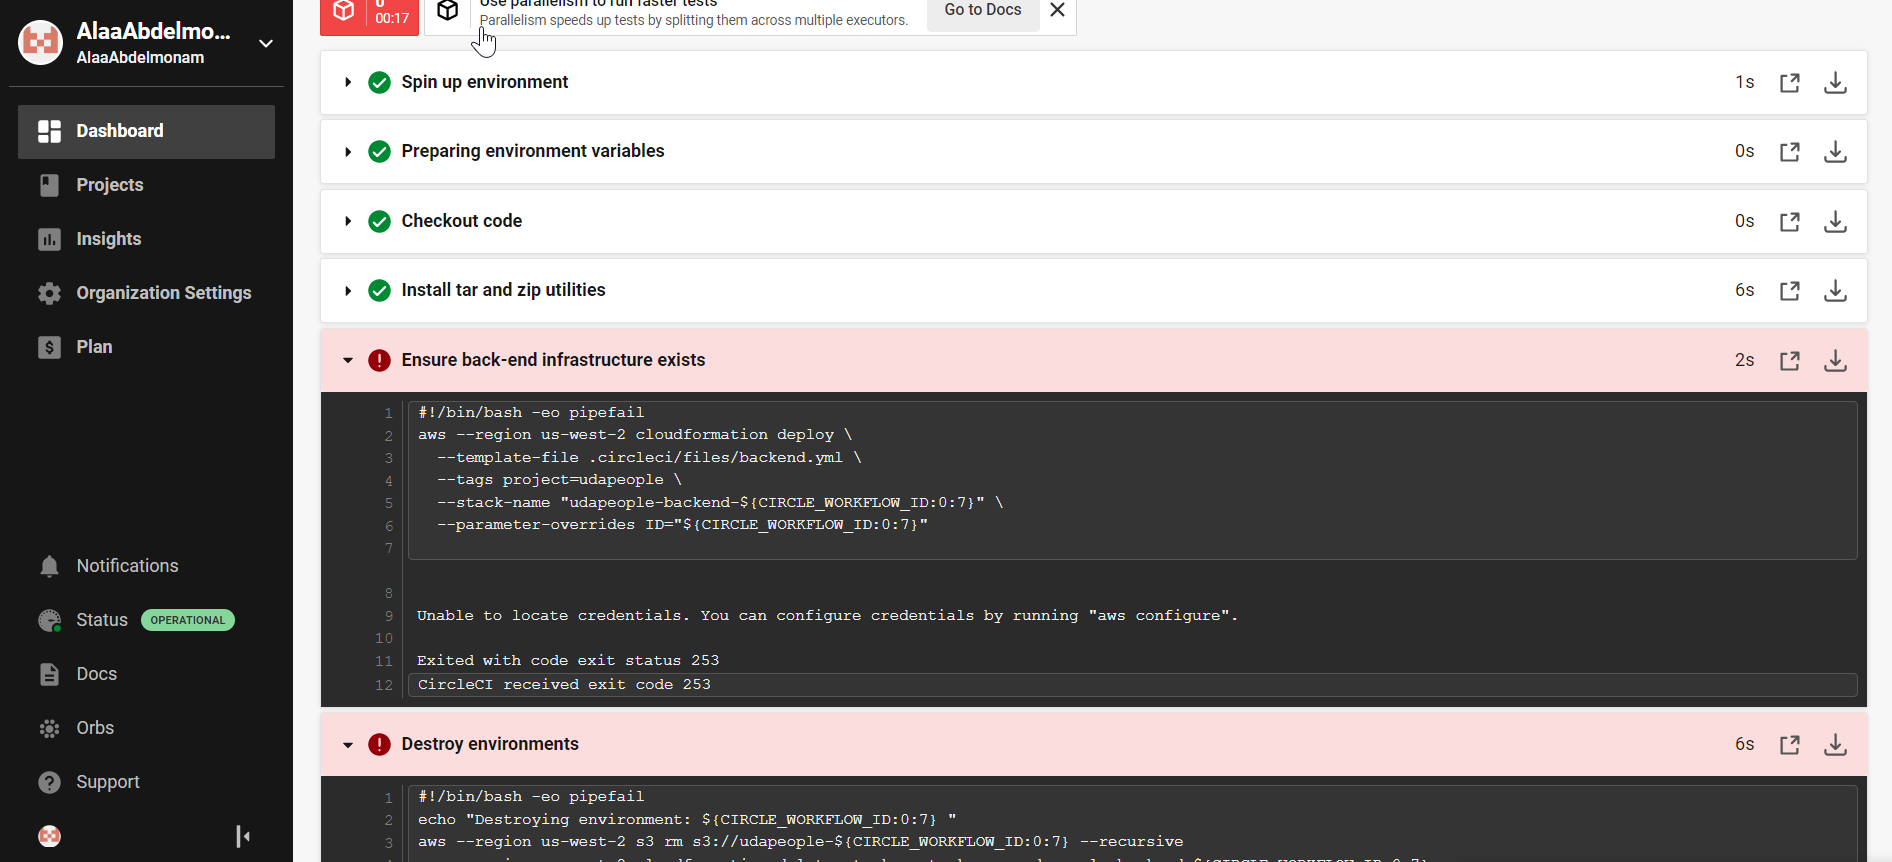 AlaaAbdelmo...
AlaaAbdelmonam
Dashboard
Projects
Insights
Organization Settings
Plan
Notifications
Status OPERATIONAL
Docs
Orbs
Support
0
00:17
Use parallelism to run faster tests
Parallelism speeds up tests by splitting them across multiple executors.
Go to Docs
Spin up environment 1s
Preparing environment variables 0s
Checkout code 0s
Install tar and zip utilities 6s
Ensure back-end infrastructure exists 2s
1 #!/bin/bash -eo pipefail
2 aws --region us-west-2 cloudformation deploy \
3 --template-file .circleci/files/backend.yml \
4 --tags project=udapeople \
5 --stack-name "udapeople-backend-${CIRCLE_WORKFLOW_ID:0:7}" \
6 --parameter-overrides ID="${CIRCLE_WORKFLOW_ID:0:7}"
7
8
9 Unable to locate credentials. You can configure credentials by running "aws configure".
10
11 Exited with code exit status 253
12 CircleCI received exit code 253
Destroy environments 6s
1 #!/bin/bash -eo pipefail
2 echo "Destroying environment: ${CIRCLE_WORKFLOW_ID:0:7} "
3 aws --region us-west-2 s3 rm s3://udapeople-${CIRCLE_WORKFLOW_ID:0:7} --recursive